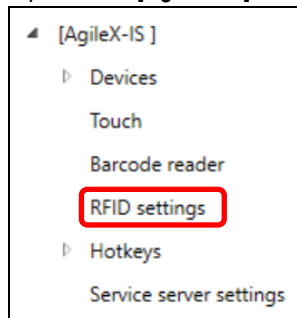 [AgileX-IS ]
Devices
Touch
Barcode reader
RFID settings
Hotkeys
Service server settings